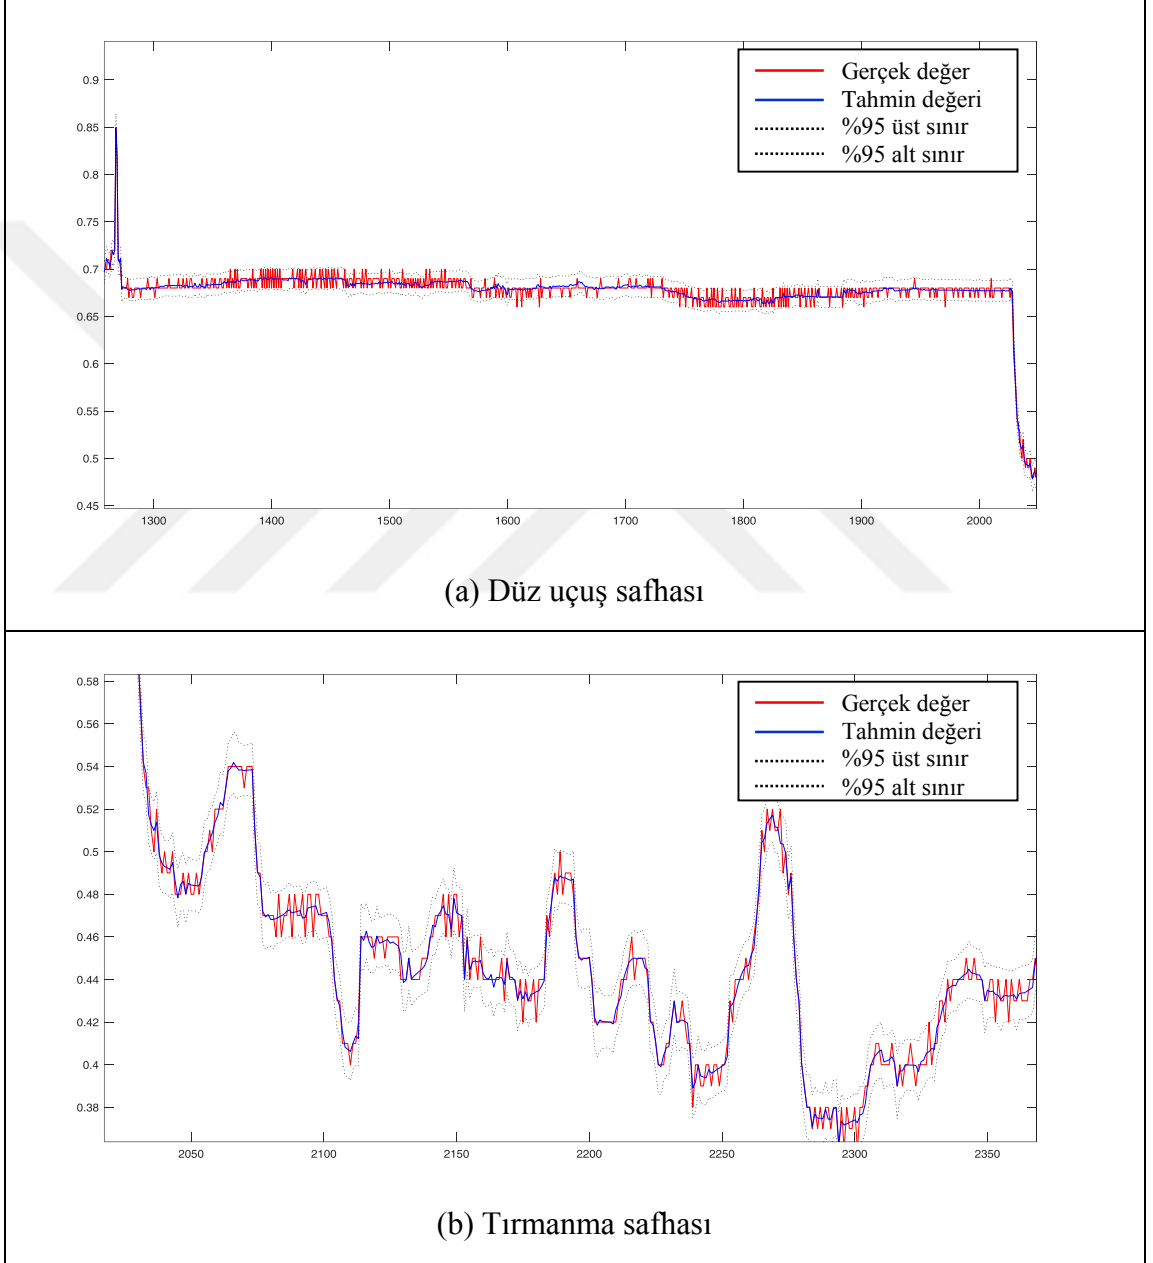 Gerçek değer
Tahmin değeri
%95 üst sınır
%95 alt sınır
0.9
0.85
0.8
0.75
0.7
0.65
0.6
0.55
0.5
0.45
1300 1400 1500 1600 1700 1800 1900 2000
(a) Düz uçuş safhası
Gerçek değer
Tahmin değeri
%95 üst sınır
%95 alt sınır
0.58
0.56
0.54
0.52
0.5
0.48
0.46
0.44
0.42
0.4
0.38
2050 2100 2150 2200 2250 2300 2350
(b) Tırmanma safhası